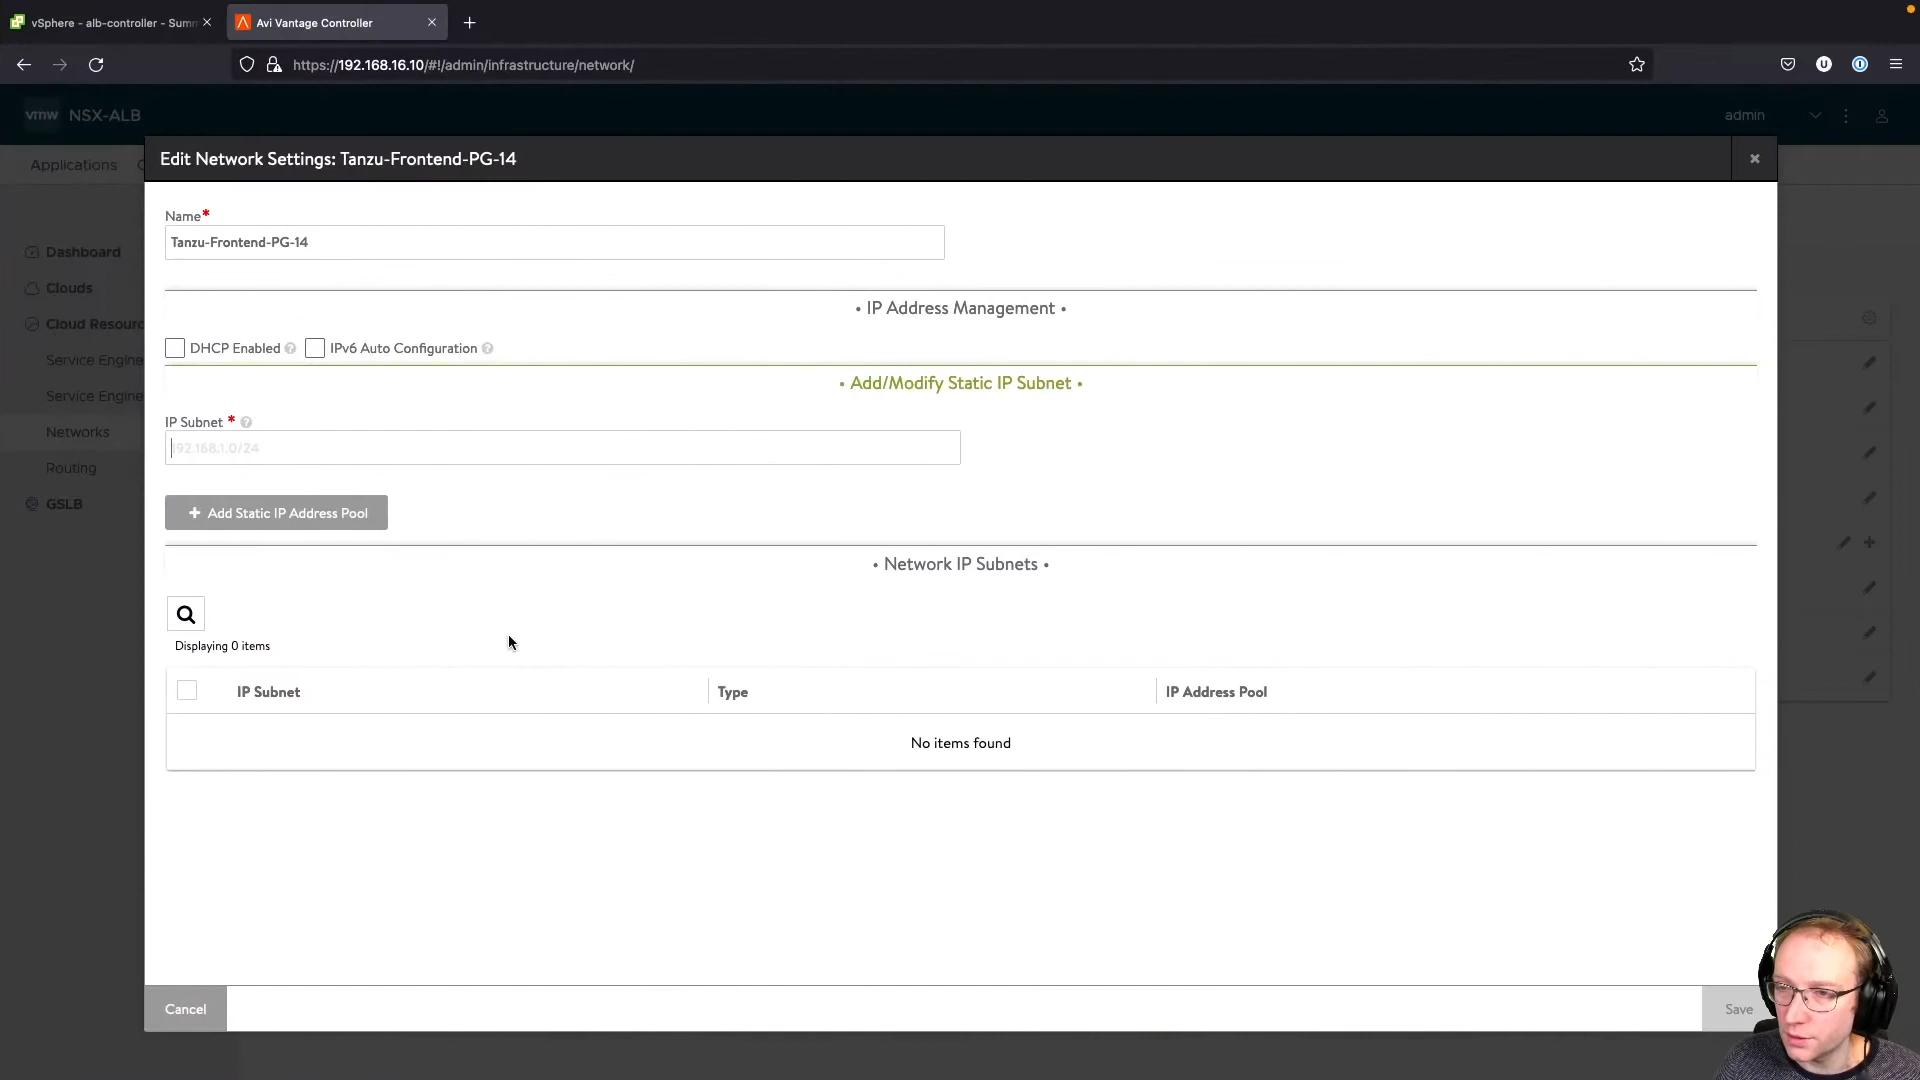 vSphere - alb-controller - Summ
Avi Vantage Controller
https://192.168.16.10/#!/admin/infrastructure/network/
vmw NSX-ALB
admin
Applications
Edit Network Settings: Tanzu-Frontend-PG-14
Dashboard
Clouds
Cloud Resourc
Service Engine
Service Engine
Networks
Routing
GSLB
Name*
Tanzu-Frontend-PG-14
• IP Address Management •
DHCP Enabled ? IPv6 Auto Configuration ?
• Add/Modify Static IP Subnet •
IP Subnet * ?
192.168.1.0/24
+ Add Static IP Address Pool
• Network IP Subnets •
Displaying 0 items
IP Subnet Type IP Address Pool
No items found
Cancel
Save